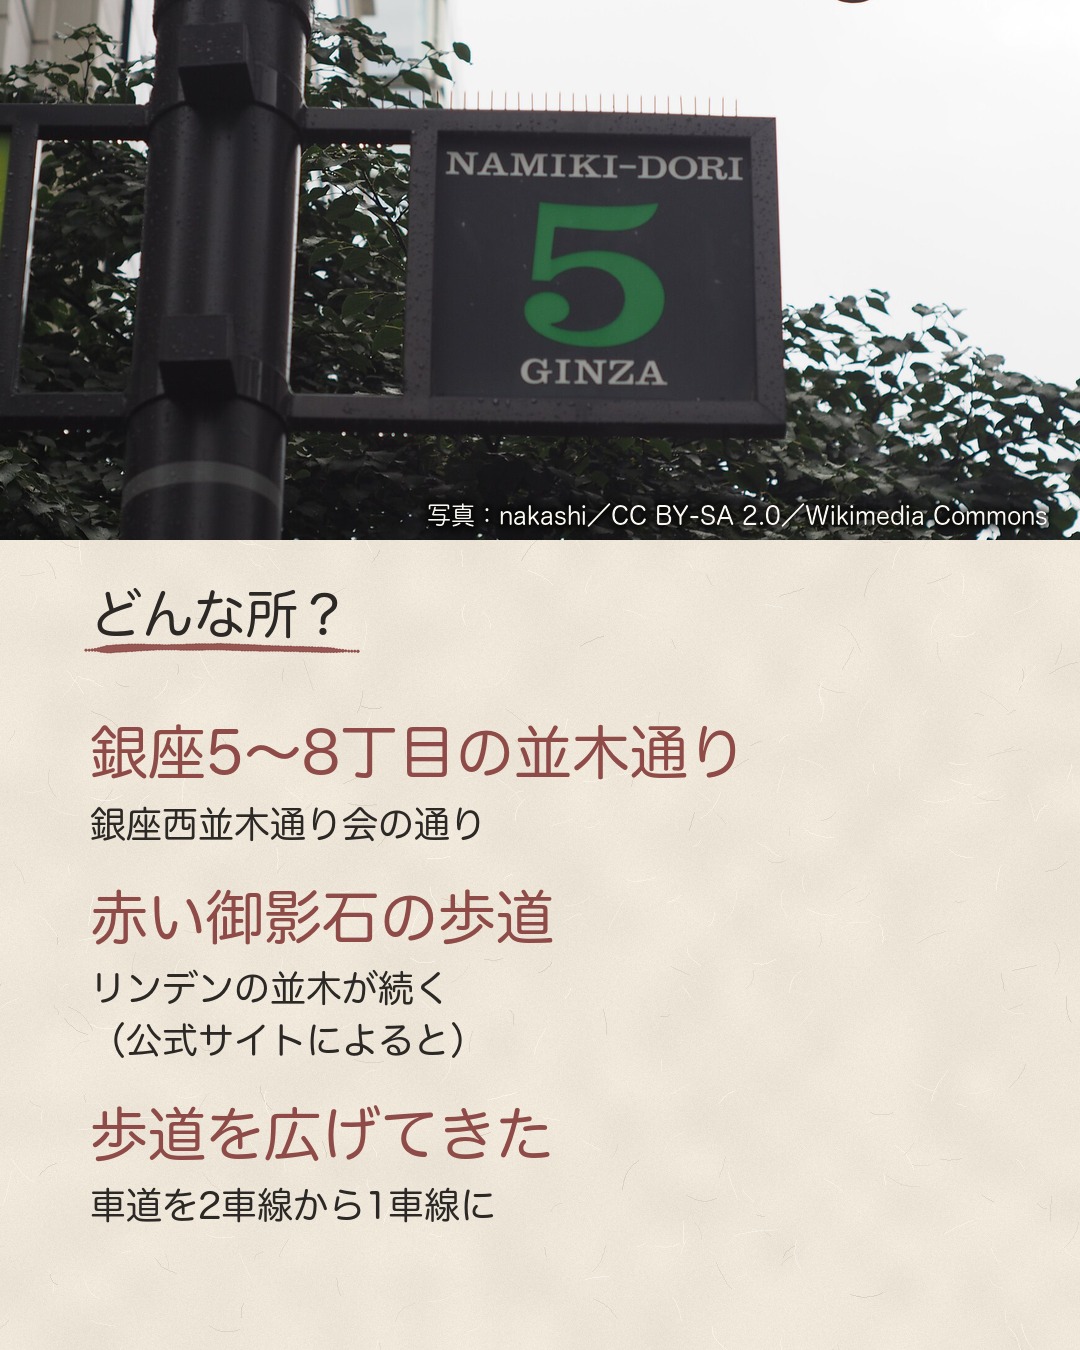 NAMIKI-DORI
5
GINZA
写真：nakashi／CC BY-SA 2.0／Wikimedia Commons
どんな所？
銀座5〜8丁目の並木通り
銀座西並木通り会の通り
赤い御影石の歩道
リンデンの並木が続く
（公式サイトによると）
歩道を広げてきた
車道を2車線から1車線に